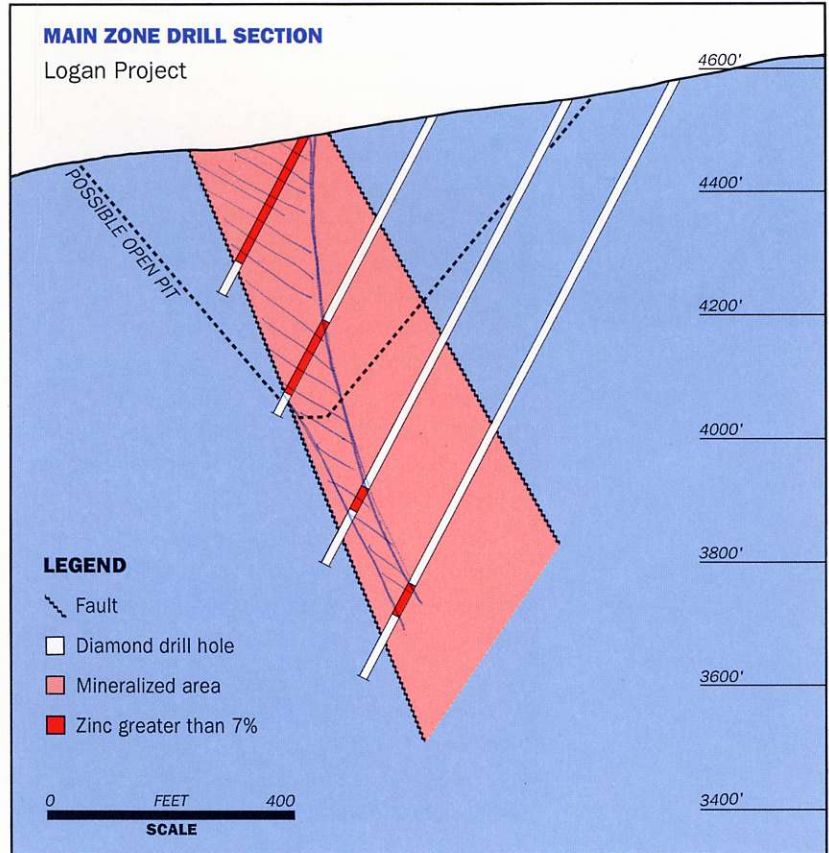 MAIN ZONE DRILL SECTION
Logan Project
4600'
POSSIBLE OPEN PIT
4400'
4200'
4000'
3800'
3600'
3400'
LEGEND
Fault
Diamond drill hole
Mineralized area
Zinc greater than 7%
0 FEET 400
SCALE